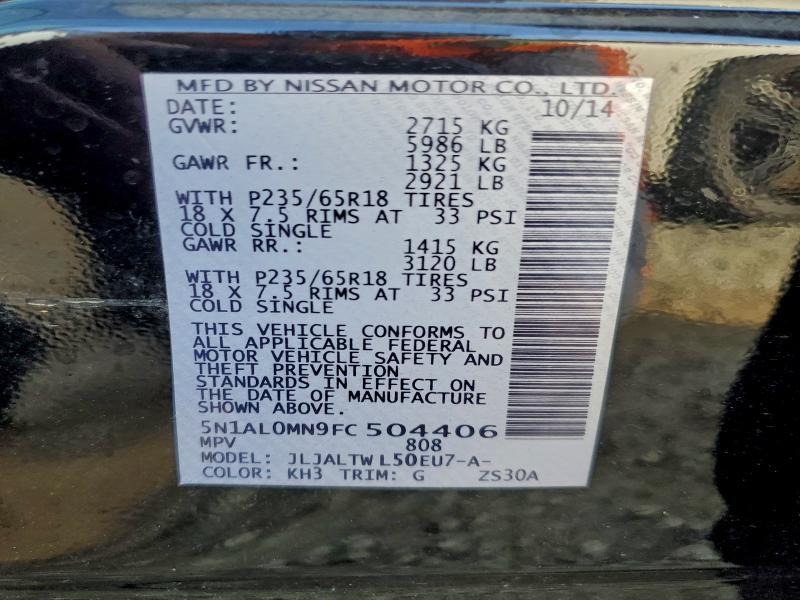 MFD BY NISSAN MOTOR CO., LTD.
DATE: 10/14
GVWR: 2715 KG
5986 LB
GAWR FR.: 1325 KG
2921 LB
WITH P235/65R18 TIRES
18 X 7.5 RIMS AT 33 PSI
COLD SINGLE
GAWR RR.: 1415 KG
3120 LB
WITH P235/65R18 TIRES
18 X 7.5 RIMS AT 33 PSI
COLD SINGLE
THIS VEHICLE CONFORMS TO
ALL APPLICABLE FEDERAL
MOTOR VEHICLE SAFETY AND
THEFT PREVENTION
STANDARDS IN EFFECT ON
THE DATE OF MANUFACTURE
SHOWN ABOVE.
5N1AL0MN9FC504406
MPV 808
MODEL: JLJALTW L50EU7-A-
COLOR: KH3 TRIM: G ZS30A